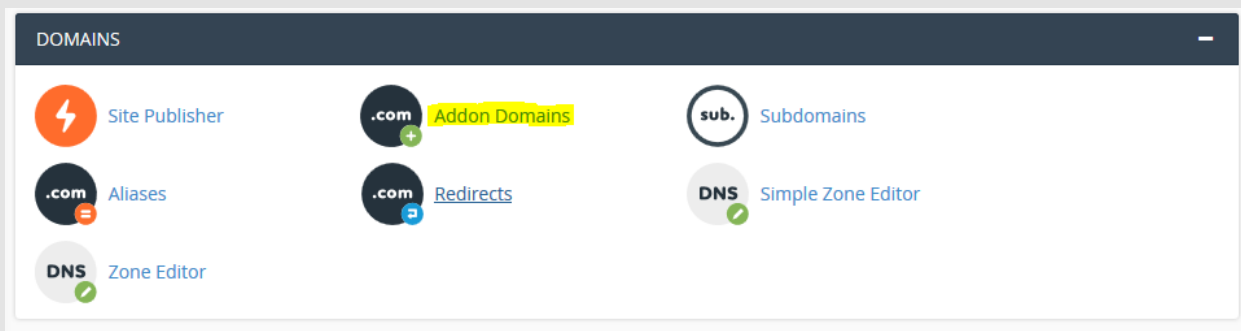 DOMAINS
Site Publisher
.com Addon Domains
sub. Subdomains
.com Aliases
.com Redirects
DNS Simple Zone Editor
DNS Zone Editor